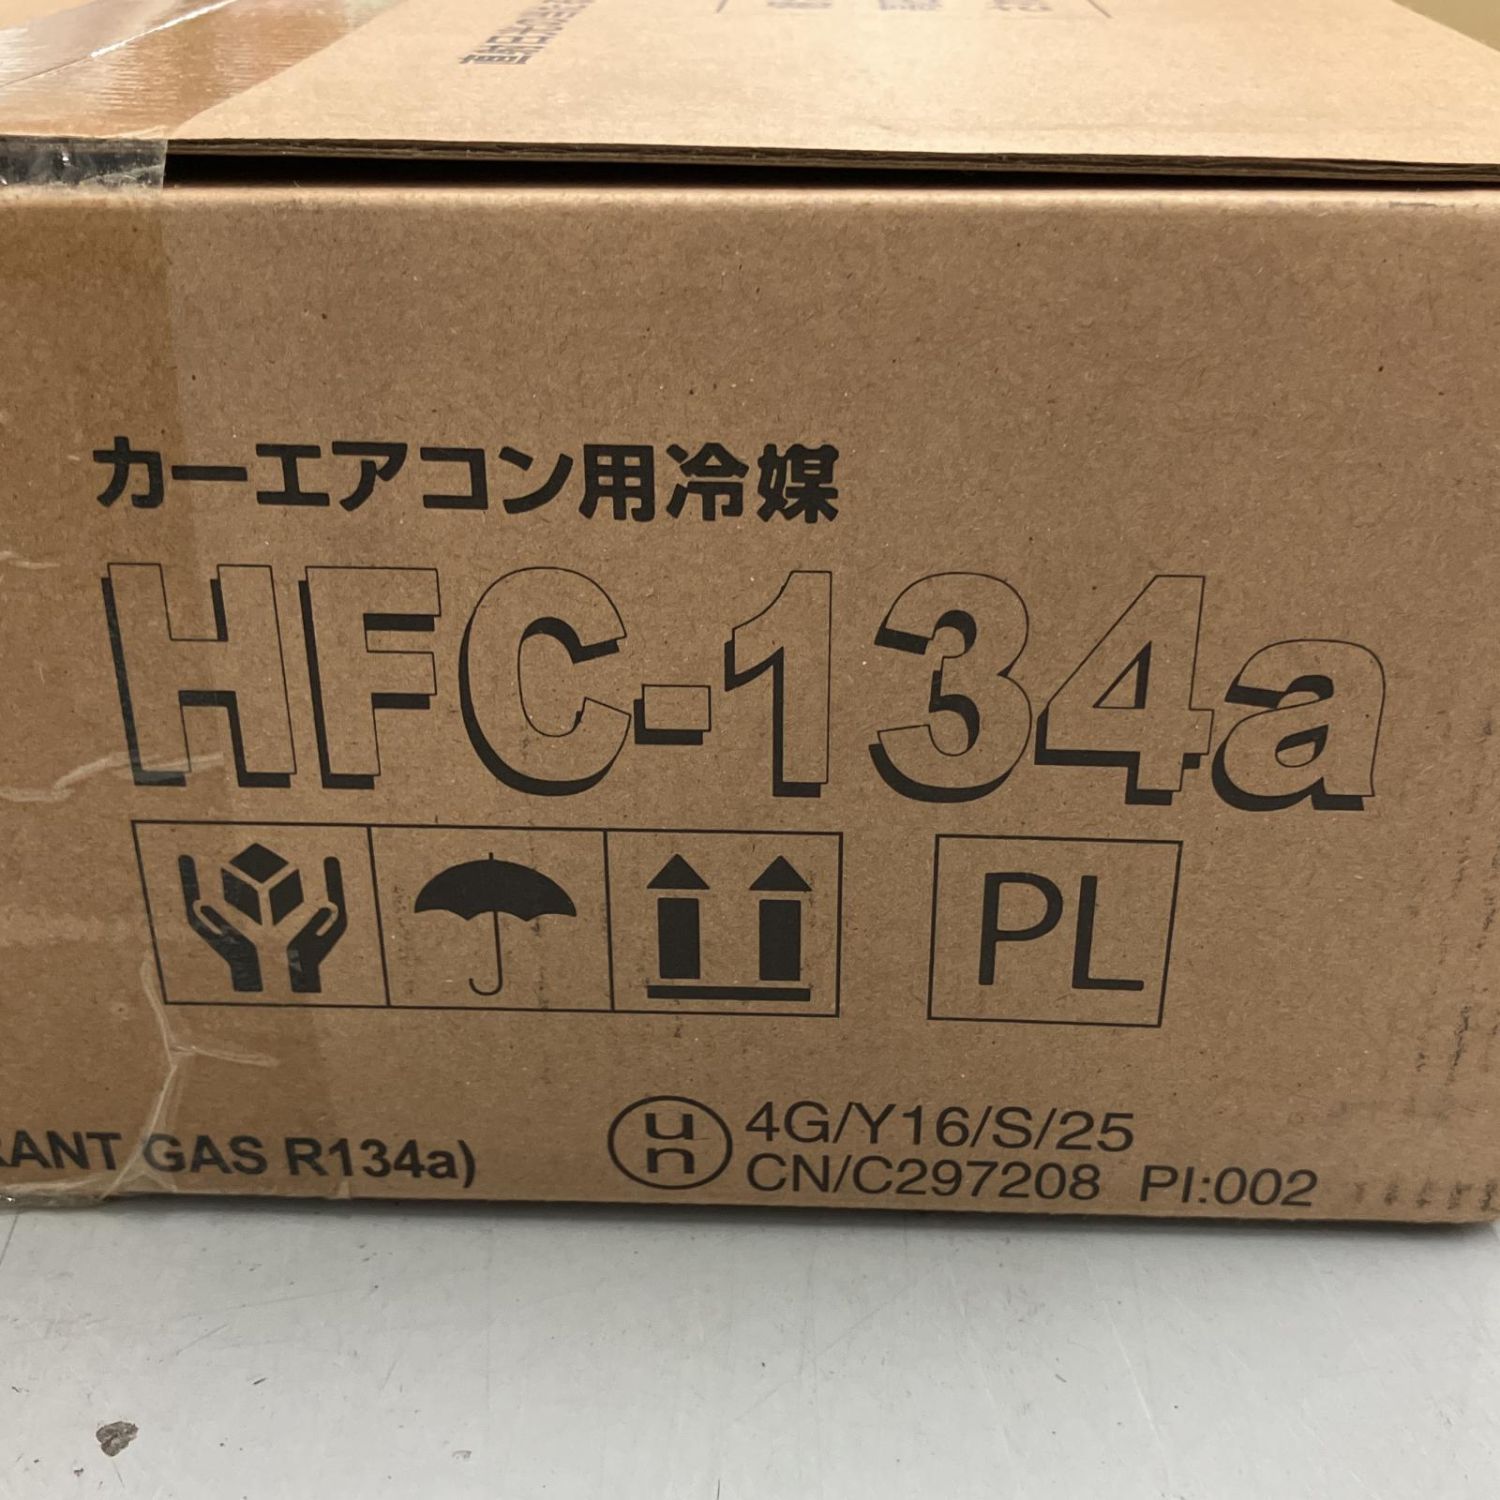 カーエアコン用冷媒
HFC-134a
PL
RANT GAS R134a)
un 4G/Y16/S/25
CN/C297208 PI:002